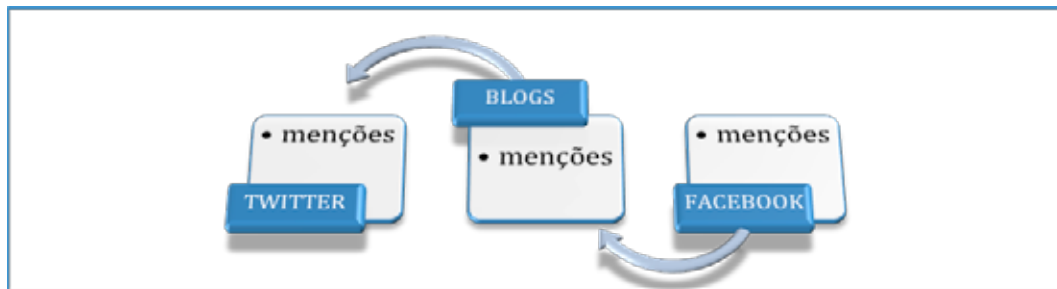 • menções
TWITTER
BLOGS
• menções
• menções
FACEBOOK